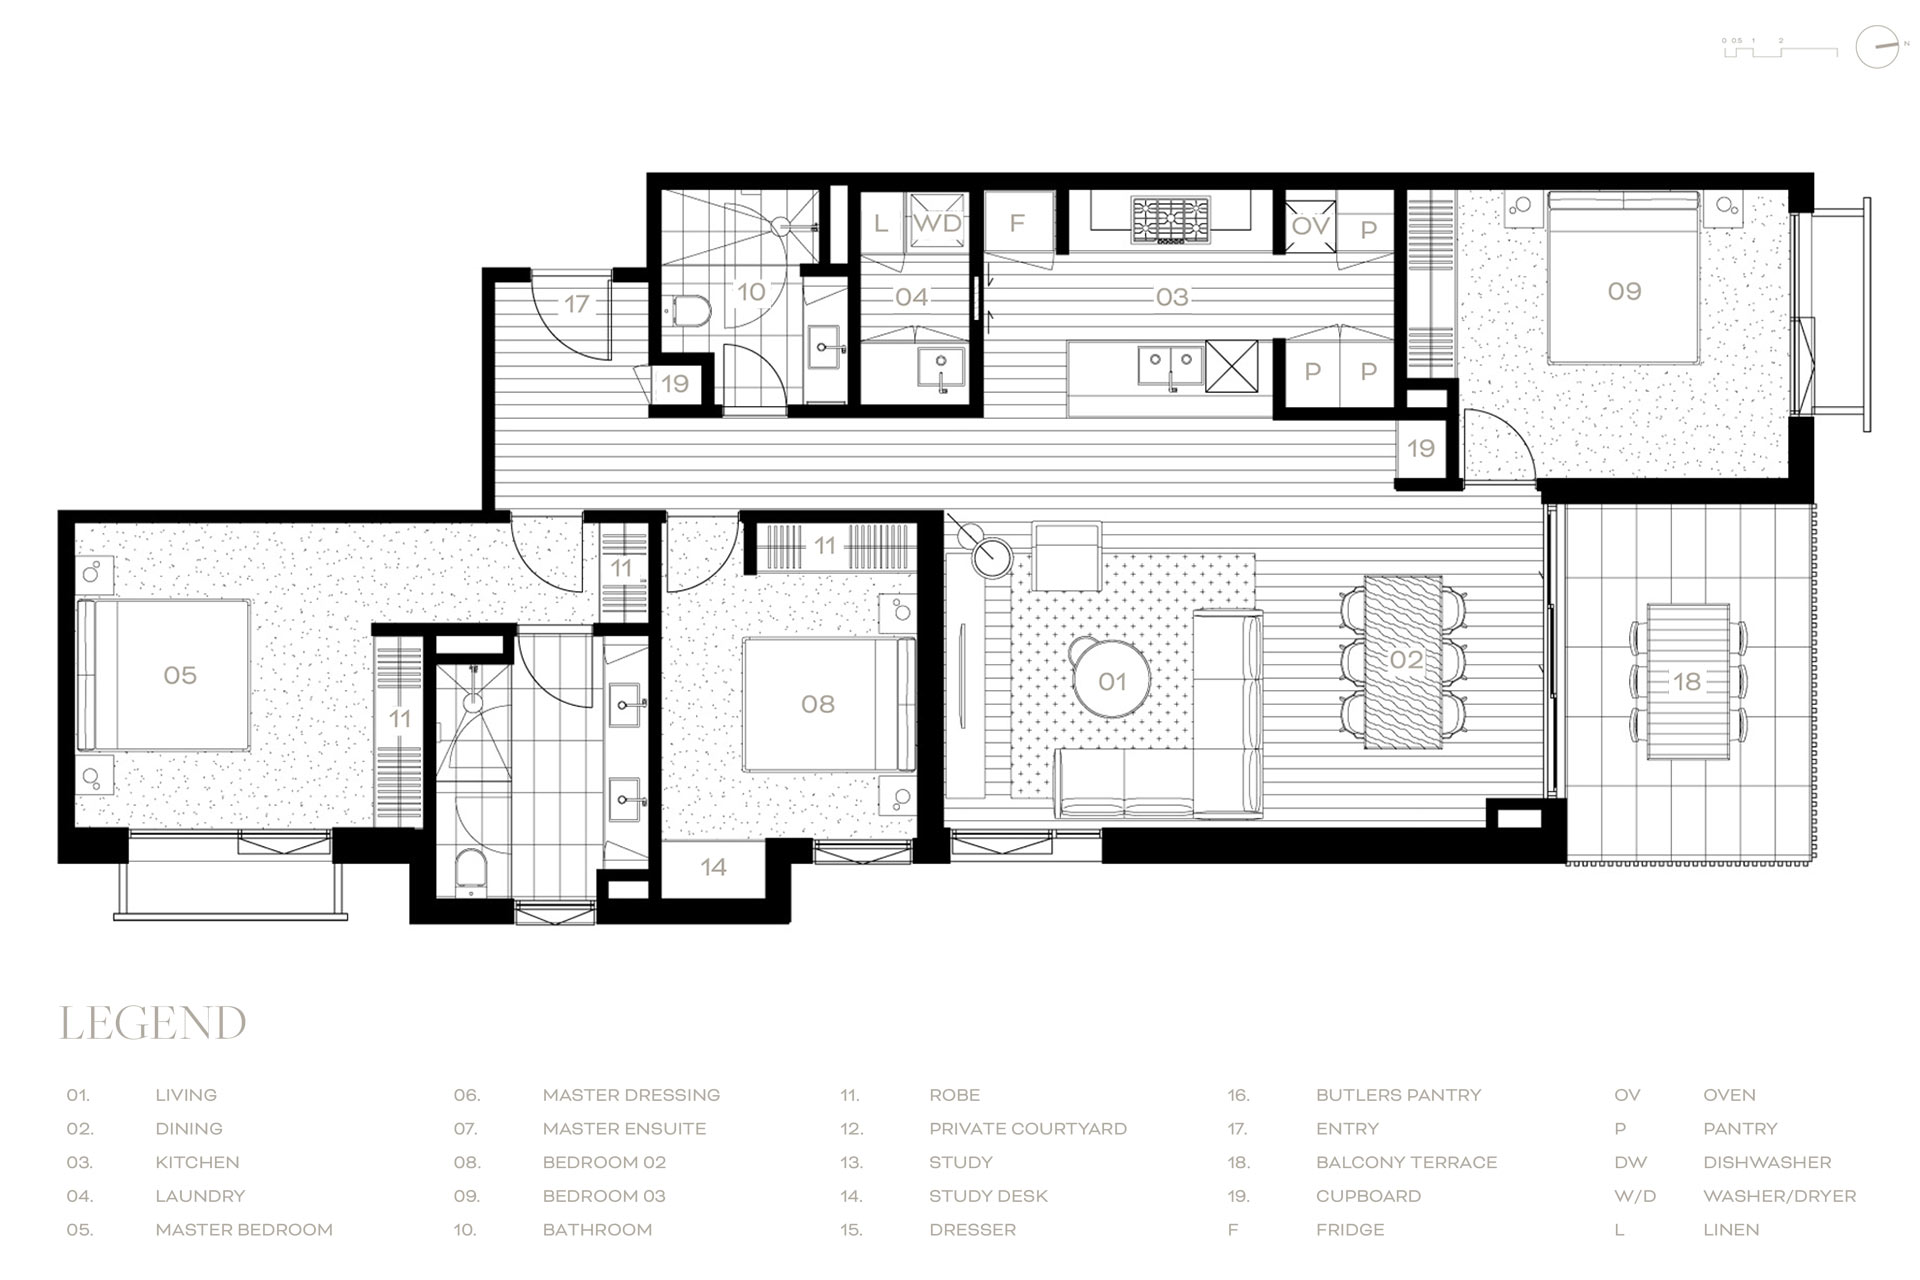 0 0.5 1 2
N
L WD F OV P
17 10 04 03 09
19 P P
19
11 11
05 11 08 01 02 18
14
LEGEND
01. LIVING 06. MASTER DRESSING 11. ROBE 16. BUTLERS PANTRY OV OVEN
02. DINING 07. MASTER ENSUITE 12. PRIVATE COURTYARD 17. ENTRY P PANTRY
03. KITCHEN 08. BEDROOM 02 13. STUDY 18. BALCONY TERRACE DW DISHWASHER
04. LAUNDRY 09. BEDROOM 03 14. STUDY DESK 19. CUPBOARD W/D WASHER/DRYER
05. MASTER BEDROOM 10. BATHROOM 15. DRESSER F FRIDGE L LINEN